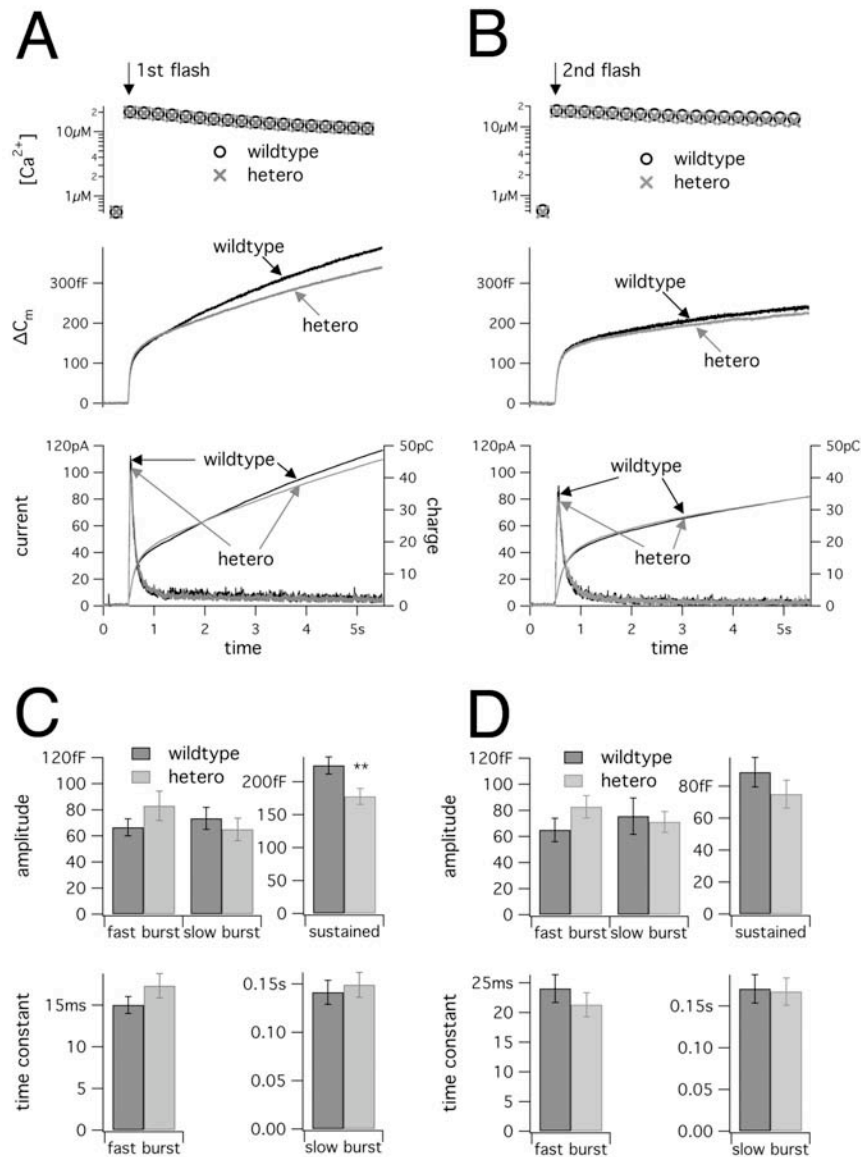 A
1st flash
[Ca²⁺]
2
10µM
4
2
1µM
wildtype
hetero
ΔCm
300fF
200
100
0
wildtype
hetero
current
120pA
100
80
60
40
20
0
wildtype
hetero
50pC
40
30
20
10
0
charge
0
1
2
3
4
5s
time
B
2nd flash
2
10µM
4
2
1µM
wildtype
hetero
300fF
200
100
0
wildtype
hetero
120pA
100
80
60
40
20
0
wildtype
hetero
50pC
40
30
20
10
0
0
1
2
3
4
5s
time
C
wildtype
hetero
amplitude
120fF
100
80
60
40
20
0
fast burst
slow burst
200fF
150
100
50
0
**
sustained
time constant
15ms
10
5
0
fast burst
0.15s
0.10
0.05
0.00
slow burst
D
wildtype
hetero
amplitude
120fF
100
80
60
40
20
0
fast burst
slow burst
80fF
60
40
20
0
sustained
time constant
25ms
20
15
10
5
0
fast burst
0.15s
0.10
0.05
0.00
slow burst